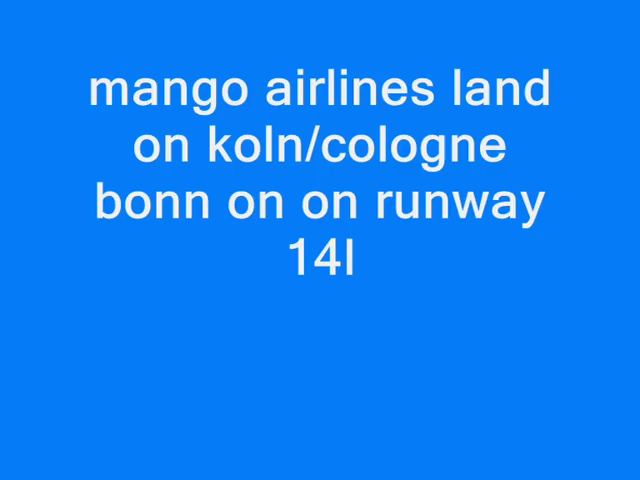 mango airlines land
on koln/cologne
bonn on on runway
14l